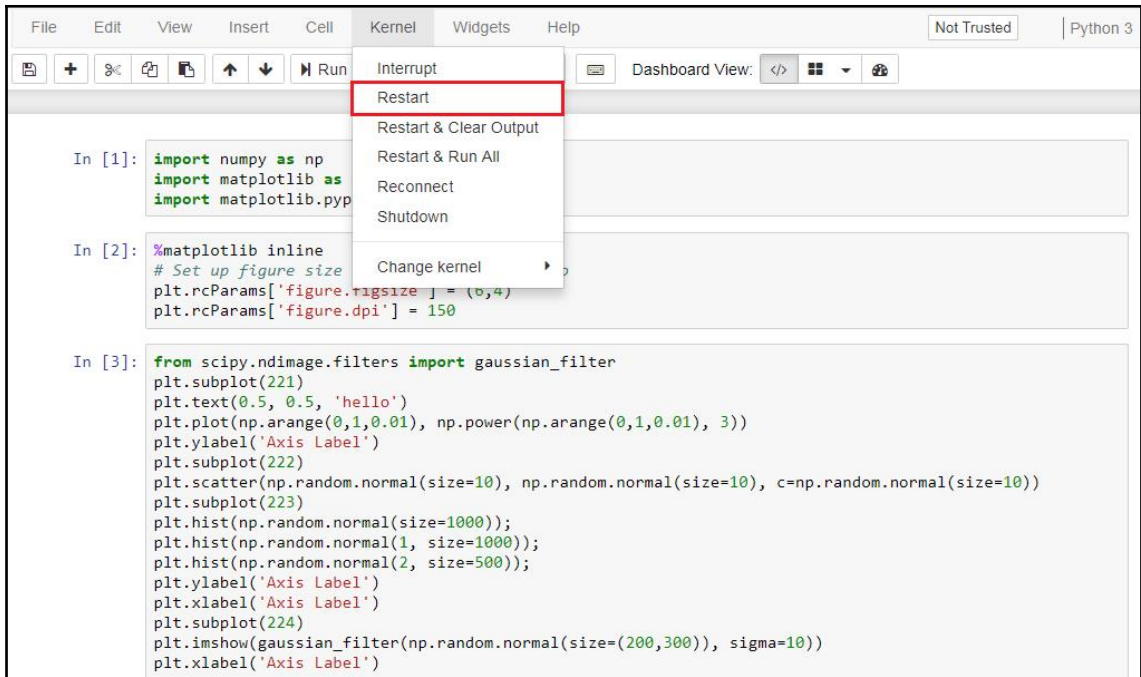 File Edit View Insert Cell Kernel Widgets Help Not Trusted Python 3
Run Dashboard View: </>
Interrupt
Restart
Restart & Clear Output
Restart & Run All
Reconnect
Shutdown
Change kernel
In [1]: import numpy as np
import matplotlib as
import matplotlib.pyp
In [2]: %matplotlib inline
# Set up figure size
plt.rcParams['figure.figsize'] = (6,4)
plt.rcParams['figure.dpi'] = 150
In [3]: from scipy.ndimage.filters import gaussian_filter
plt.subplot(221)
plt.text(0.5, 0.5, 'hello')
plt.plot(np.arange(0,1,0.01), np.power(np.arange(0,1,0.01), 3))
plt.ylabel('Axis Label')
plt.subplot(222)
plt.scatter(np.random.normal(size=10), np.random.normal(size=10), c=np.random.normal(size=10))
plt.subplot(223)
plt.hist(np.random.normal(size=1000));
plt.hist(np.random.normal(1, size=1000));
plt.hist(np.random.normal(2, size=500));
plt.ylabel('Axis Label')
plt.xlabel('Axis Label')
plt.subplot(224)
plt.imshow(gaussian_filter(np.random.normal(size=(200,300)), sigma=10))
plt.xlabel('Axis Label')